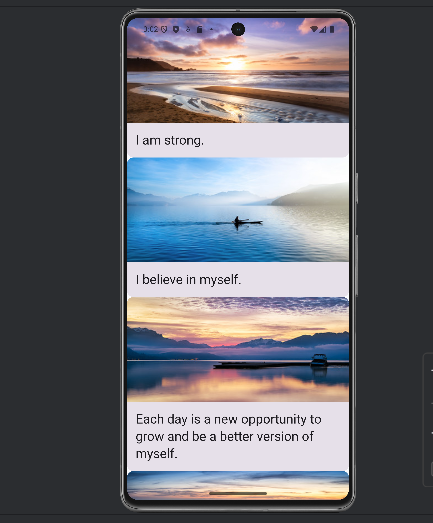 3:02
I am strong.
I believe in myself.
Each day is a new opportunity to
grow and be a better version of
myself.